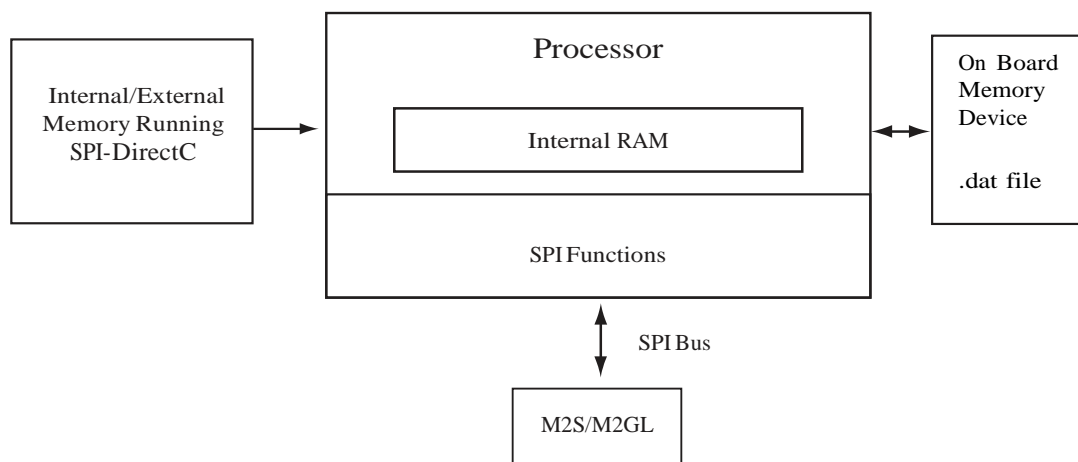 Processor
Internal/External
Memory Running
SPI-DirectC
Internal RAM
On Board
Memory
Device
.dat file
SPI Functions
SPI Bus
M2S/M2GL